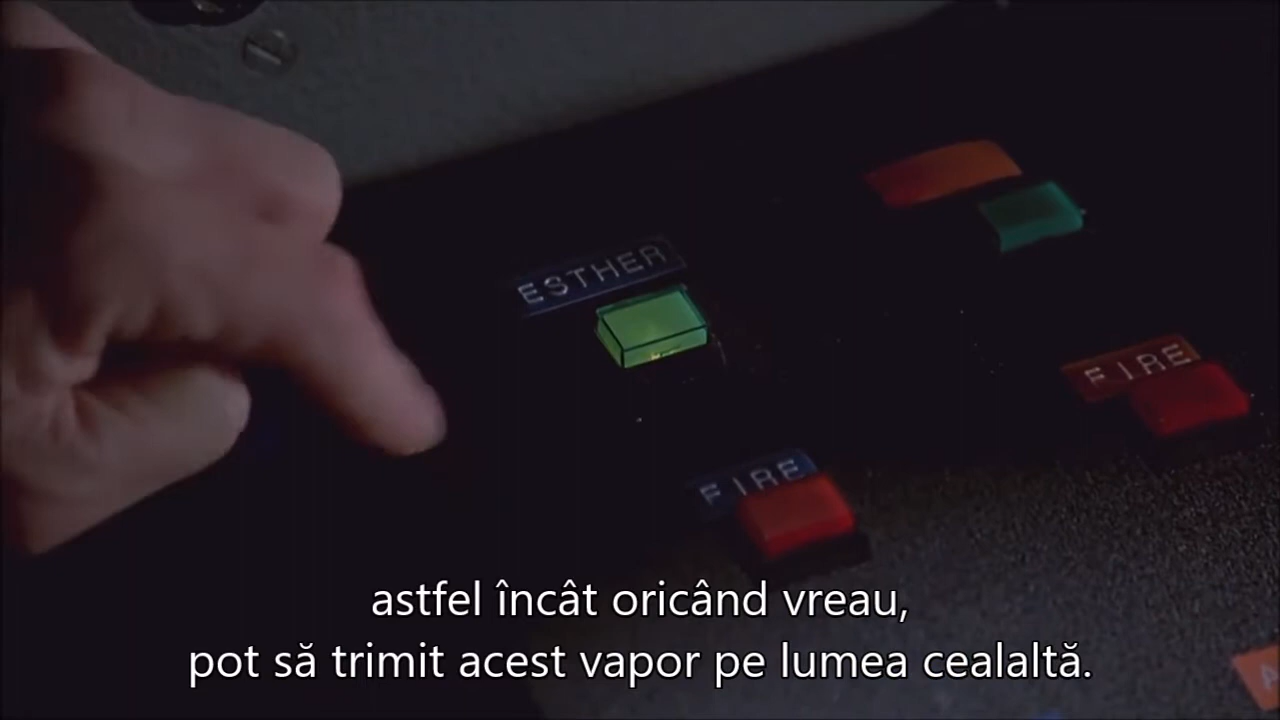 ESTHER
FIRE
FIRE
astfel încât oricând vreau,
pot să trimit acest vapor pe lumea cealaltă.